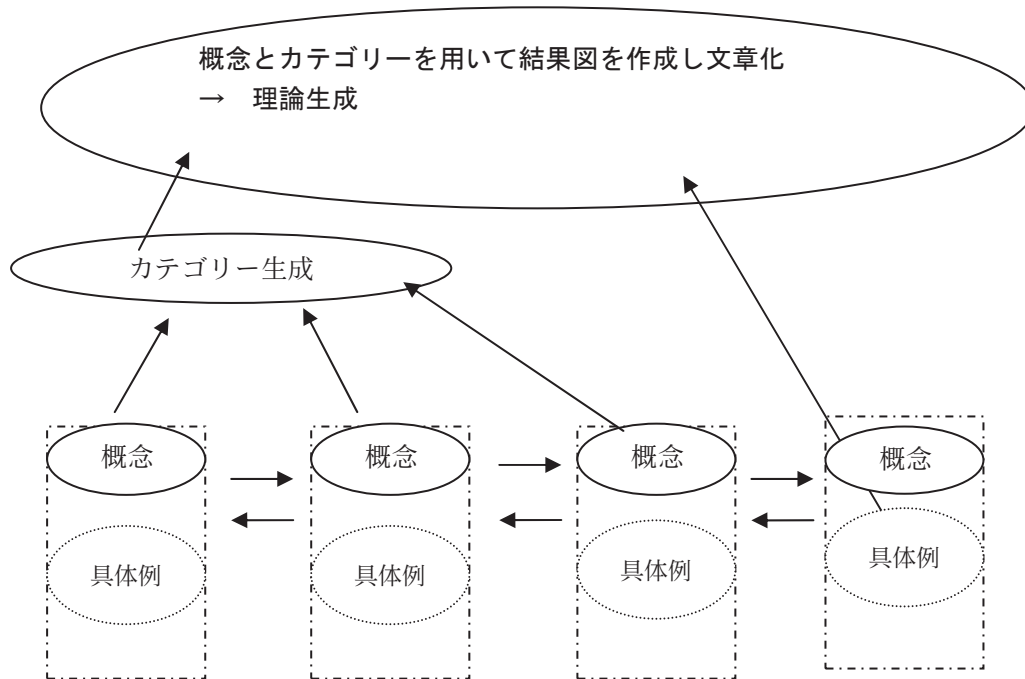 概念とカテゴリーを用いて結果図を作成し文章化
→　理論生成
カテゴリー生成
概念
概念
概念
概念
具体例
具体例
具体例
具体例